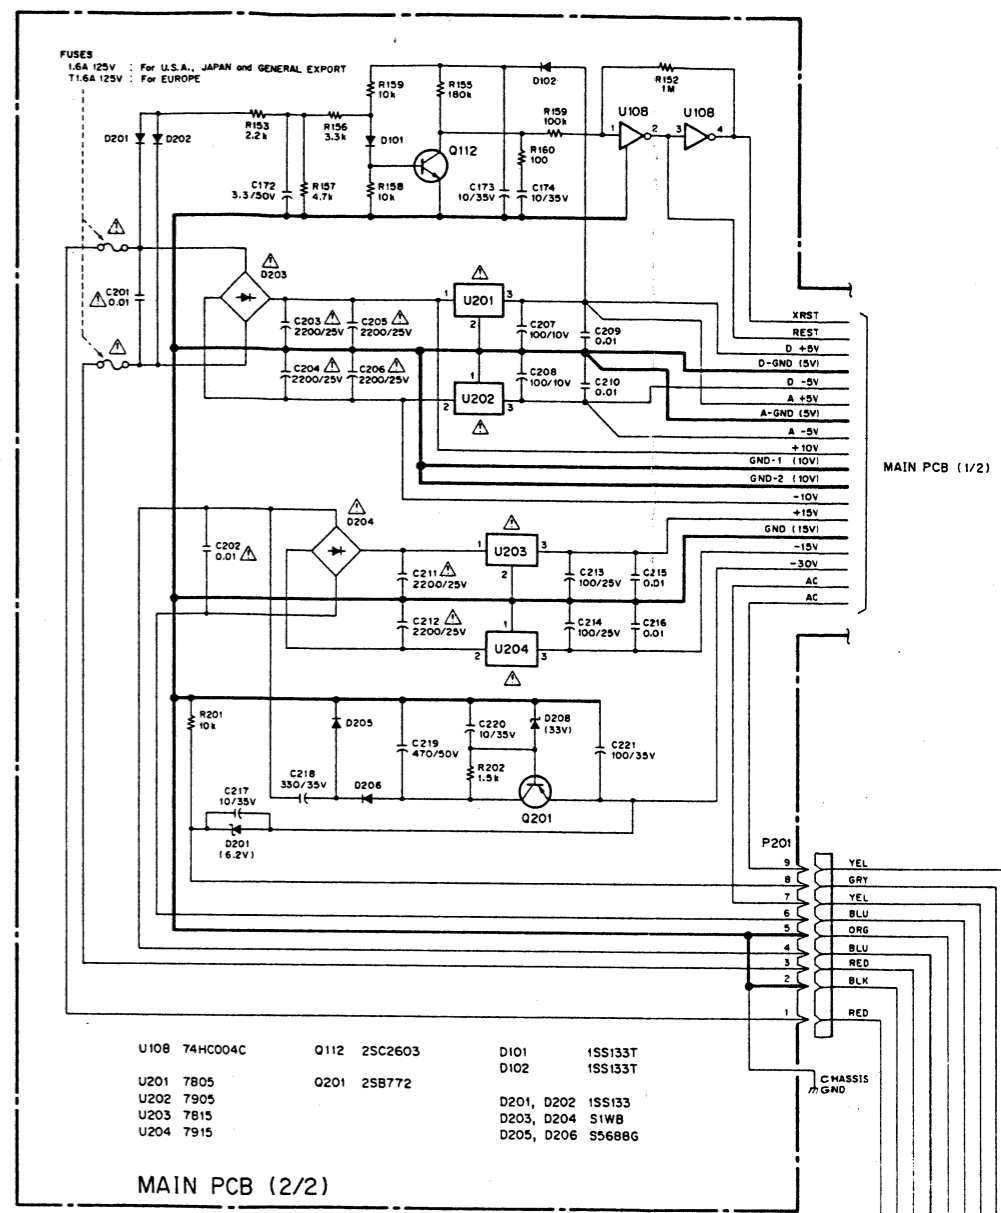 FUSES
1.6A 125V : For U.S.A., JAPAN and GENERAL EXPORT
T1.6A 125V : For EUROPE
D201
D202
R153
2.2k
R156
3.3k
R159
10k
D101
R158
10k
R155
180k
Q112
D102
R159
100k
R160
100
R152
1M
U108
U108
1
2
3
4
C172
3.3/50V
R157
4.7k
C173
10/35V
C174
10/35V
C201
0.01
D203
C203
2200/25V
C205
2200/25V
C204
2200/25V
C206
2200/25V
1
U201
3
2
1
2
U202
3
C207
100/10V
C208
100/10V
C209
0.01
C210
0.01
XRST
REST
D +5V
D-GND (5V)
D -5V
A +5V
A-GND (5V)
A -5V
+10V
GND-1 (10V)
GND-2 (10V)
-10V
+15V
GND (15V)
-15V
-30V
AC
AC
MAIN PCB (1/2)
C202
0.01
D204
C211
2200/25V
C212
2200/25V
1
U203
3
2
1
2
U204
3
C213
100/25V
C214
100/25V
C215
0.01
C216
0.01
R201
10k
D205
C219
470/50V
C220
10/35V
D208
(33V)
C221
100/35V
R202
1.5k
C218
330/35V
D206
Q201
C217
10/35V
D201
(6.2V)
P201
9 YEL
8 GRY
7 YEL
6 BLU
5 ORG
4 BLU
3 RED
2 BLK
1 RED
CHASSIS
GND
U108 74HC004C
U201 7805
U202 7905
U203 7815
U204 7915
Q112 2SC2603
Q201 2SB772
D101 1SS133T
D102 1SS133T
D201, D202 1SS133
D203, D204 S1WB
D205, D206 S5688G
MAIN PCB (2/2)